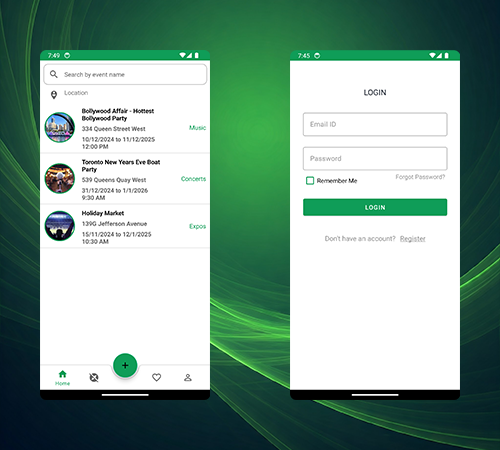 7:49
Search by event name
Location
Bollywood Affair - Hottest
Bollywood Party
334 Queen Street West
Music
10/12/2024 to 11/12/2025
12:00 PM
Toronto New Years Eve Boat
Party
539 Queens Quay West
Concerts
31/12/2024 to 1/1/2026
9:30 AM
Holiday Market
139G Jefferson Avenue
Expos
15/11/2024 to 12/1/2025
10:30 AM
Home
7:45
LOGIN
Email ID
Password
Forgot Password?
Remember Me
LOGIN
Don't have an account? Register